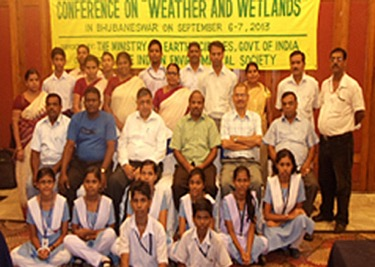 CONFERENCE ON "WEATHER AND WETLANDS"
IN BHUBANESWAR ON SEPTEMBER 6-7, 2013
THE MINISTRY EARTH SCIENCES, GOVT. OF INDIA
THE INDIAN ENVIRONMENTAL SOCIETY